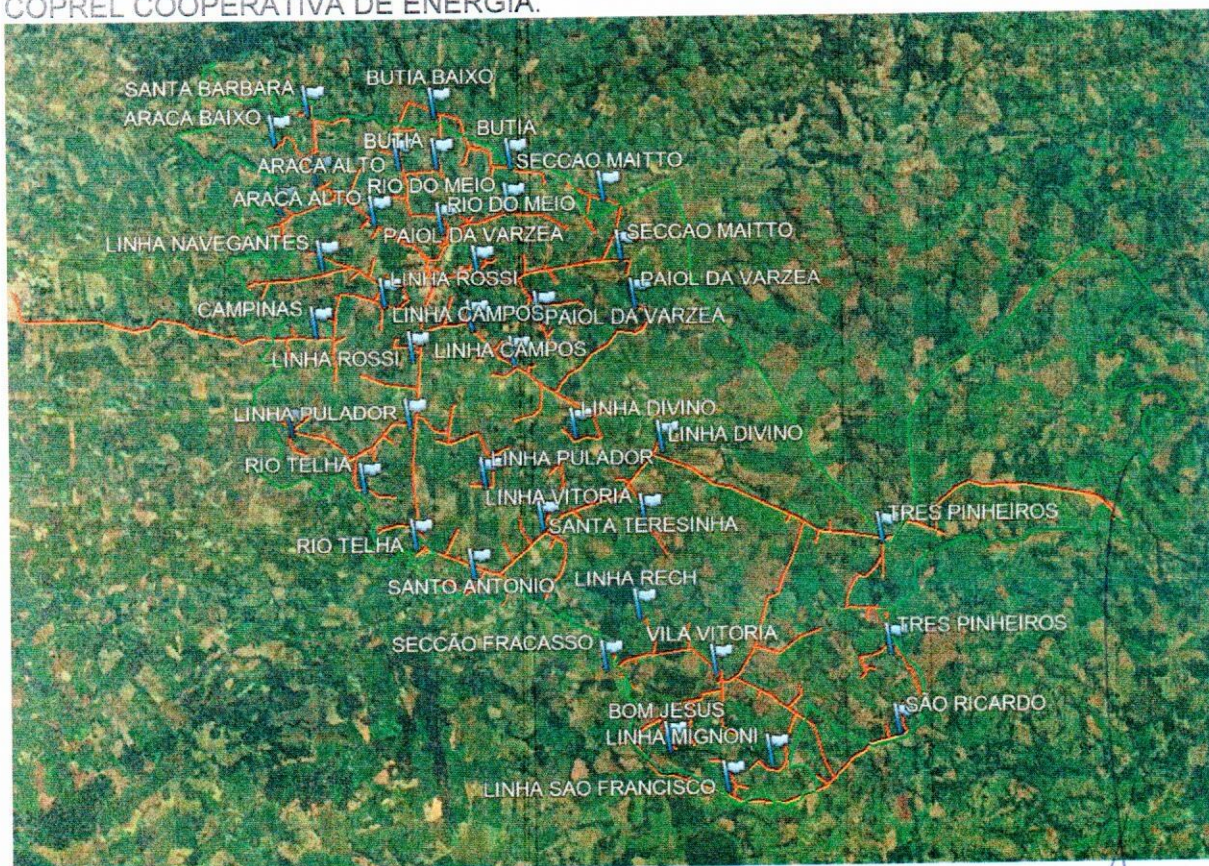 COPREL COOPERATIVA DE ENERGIA.
BUTIA BAIXO
SANTA BARBARA
ARACA BAIXO
BUTIA
BUTIA
ARACA ALTO
SECCAO MAITTO
RIO DO MEIO
ARACA ALTO
RIO DO MEIO
PAIOL DA VARZEA
SECCAO MAITTO
LINHA NAVEGANTES
LINHA ROSSI
PAIOL DA VARZEA
CAMPINAS
LINHA CAMPOS
PAIOL DA VARZEA
LINHA ROSSI
LINHA CAMPOS
LINHA PULADOR
LINHA DIVINO
LINHA DIVINO
RIO TELHA
LINHA PULADOR
LINHA VITORIA
TRES PINHEIROS
SANTA TERESINHA
RIO TELHA
SANTO ANTONIO
LINHA RECH
TRES PINHEIROS
VILA VITORIA
SECCÃO FRACASSO
SÃO RICARDO
BOM JESUS
LINHA MIGNONI
LINHA SAO FRANCISCO